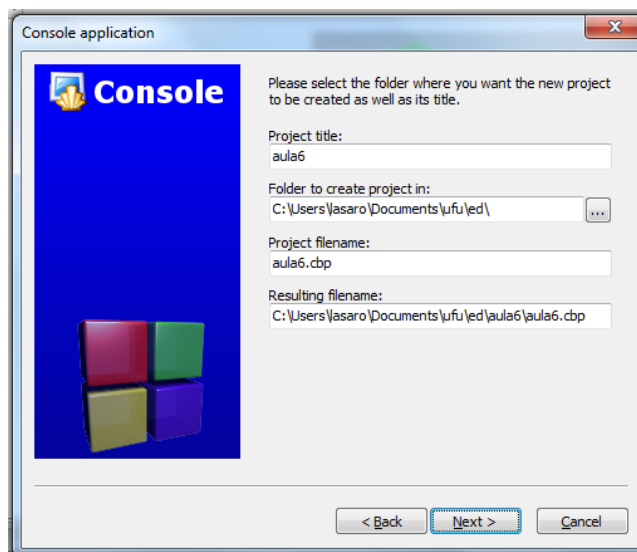 Console application
Console
Please select the folder where you want the new project
to be created as well as its title.
Project title:
aula6
Folder to create project in:
C:\Users\lasaro\Documents\ufu\ed\
...
Project filename:
aula6.cbp
Resulting filename:
C:\Users\lasaro\Documents\ufu\ed\aula6\aula6.cbp
< Back
Next >
Cancel